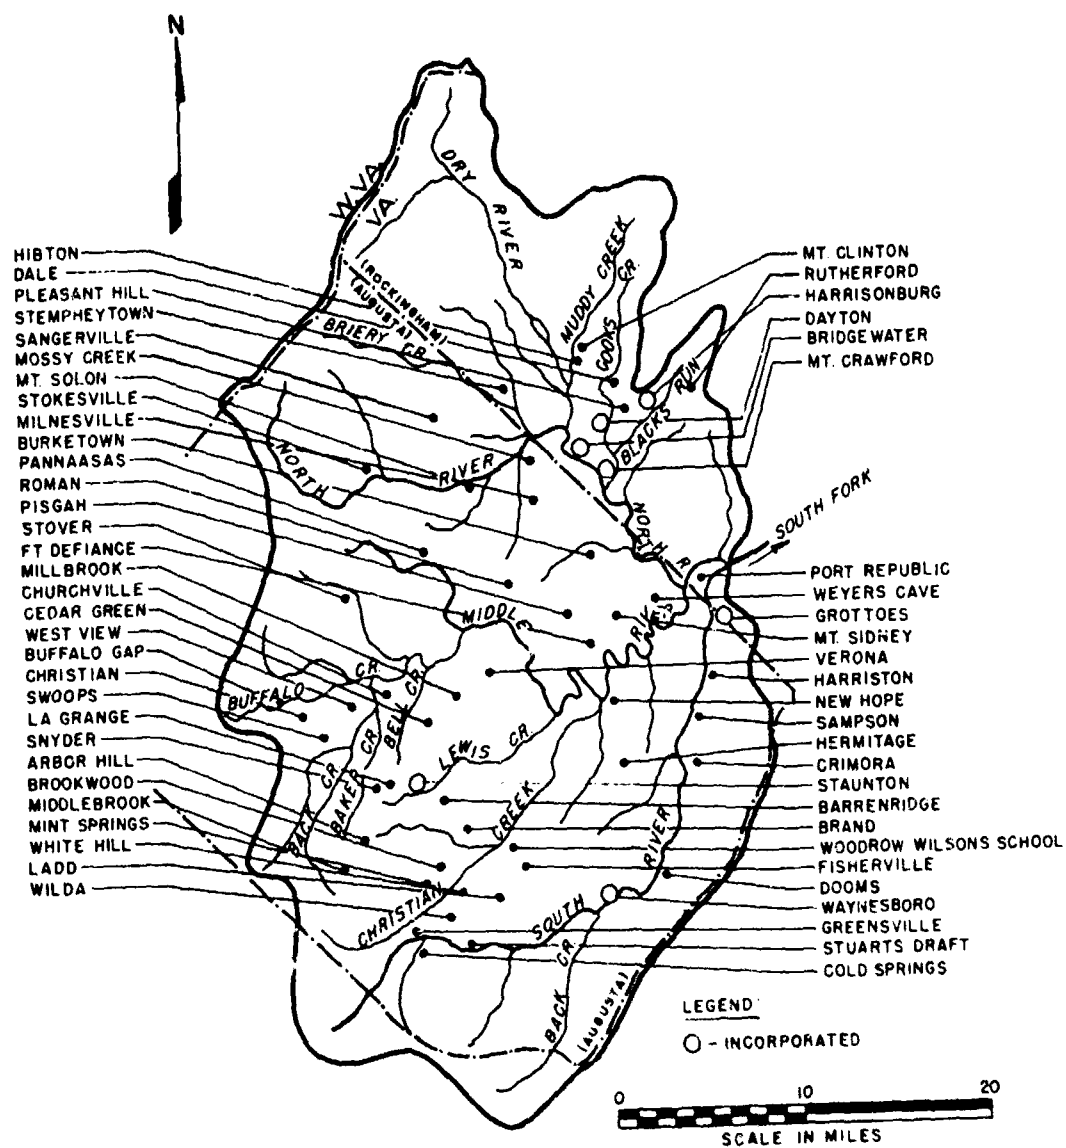 N
W. VA.
VA.
DRY
RIVER
MUDDY CREEK
COOKS
CR.
(ROCKINGHAM)
(AUGUSTA)
BRIERY CR.
BLACKS RUN
HIBTON
DALE
PLEASANT HILL
STEMPHEYTOWN
SANGERVILLE
MOSSY CREEK
MT. SOLON
STOKESVILLE
MILNESVILLE
BURKETOWN
PANNAASAS
ROMAN
PISGAH
STOVER
FT DEFIANCE
MILLBROOK
CHURCHVILLE
CEDAR GREEN
WEST VIEW
BUFFALO GAP
CHRISTIAN
SWOOPS
LA GRANGE
SNYDER
ARBOR HILL
BROOKWOOD
MIDDLEBROOK
MINT SPRINGS
WHITE HILL
LADD
WILDA
MT. CLINTON
RUTHERFORD
HARRISONBURG
DAYTON
BRIDGEWATER
MT. CRAWFORD
NORTH
RIVER
NORTH R.
SOUTH FORK
MIDDLE
BUFFALO
CR.
BELL CR.
LEWIS CR.
BACK CR.
BAKER CR.
CHRISTIAN
CREEK
SOUTH
RIVER
BACK CR.
(AUGUSTA)
PORT REPUBLIC
WEYERS CAVE
GROTTOES
MT. SIDNEY
VERONA
HARRISTON
NEW HOPE
SAMPSON
HERMITAGE
CRIMORA
STAUNTON
BARRENRIDGE
BRAND
WOODROW WILSONS SCHOOL
FISHERVILLE
DOOMS
WAYNESBORO
GREENSVILLE
STUARTS DRAFT
COLD SPRINGS
LEGEND:
- INCORPORATED
0 10 20
SCALE IN MILES